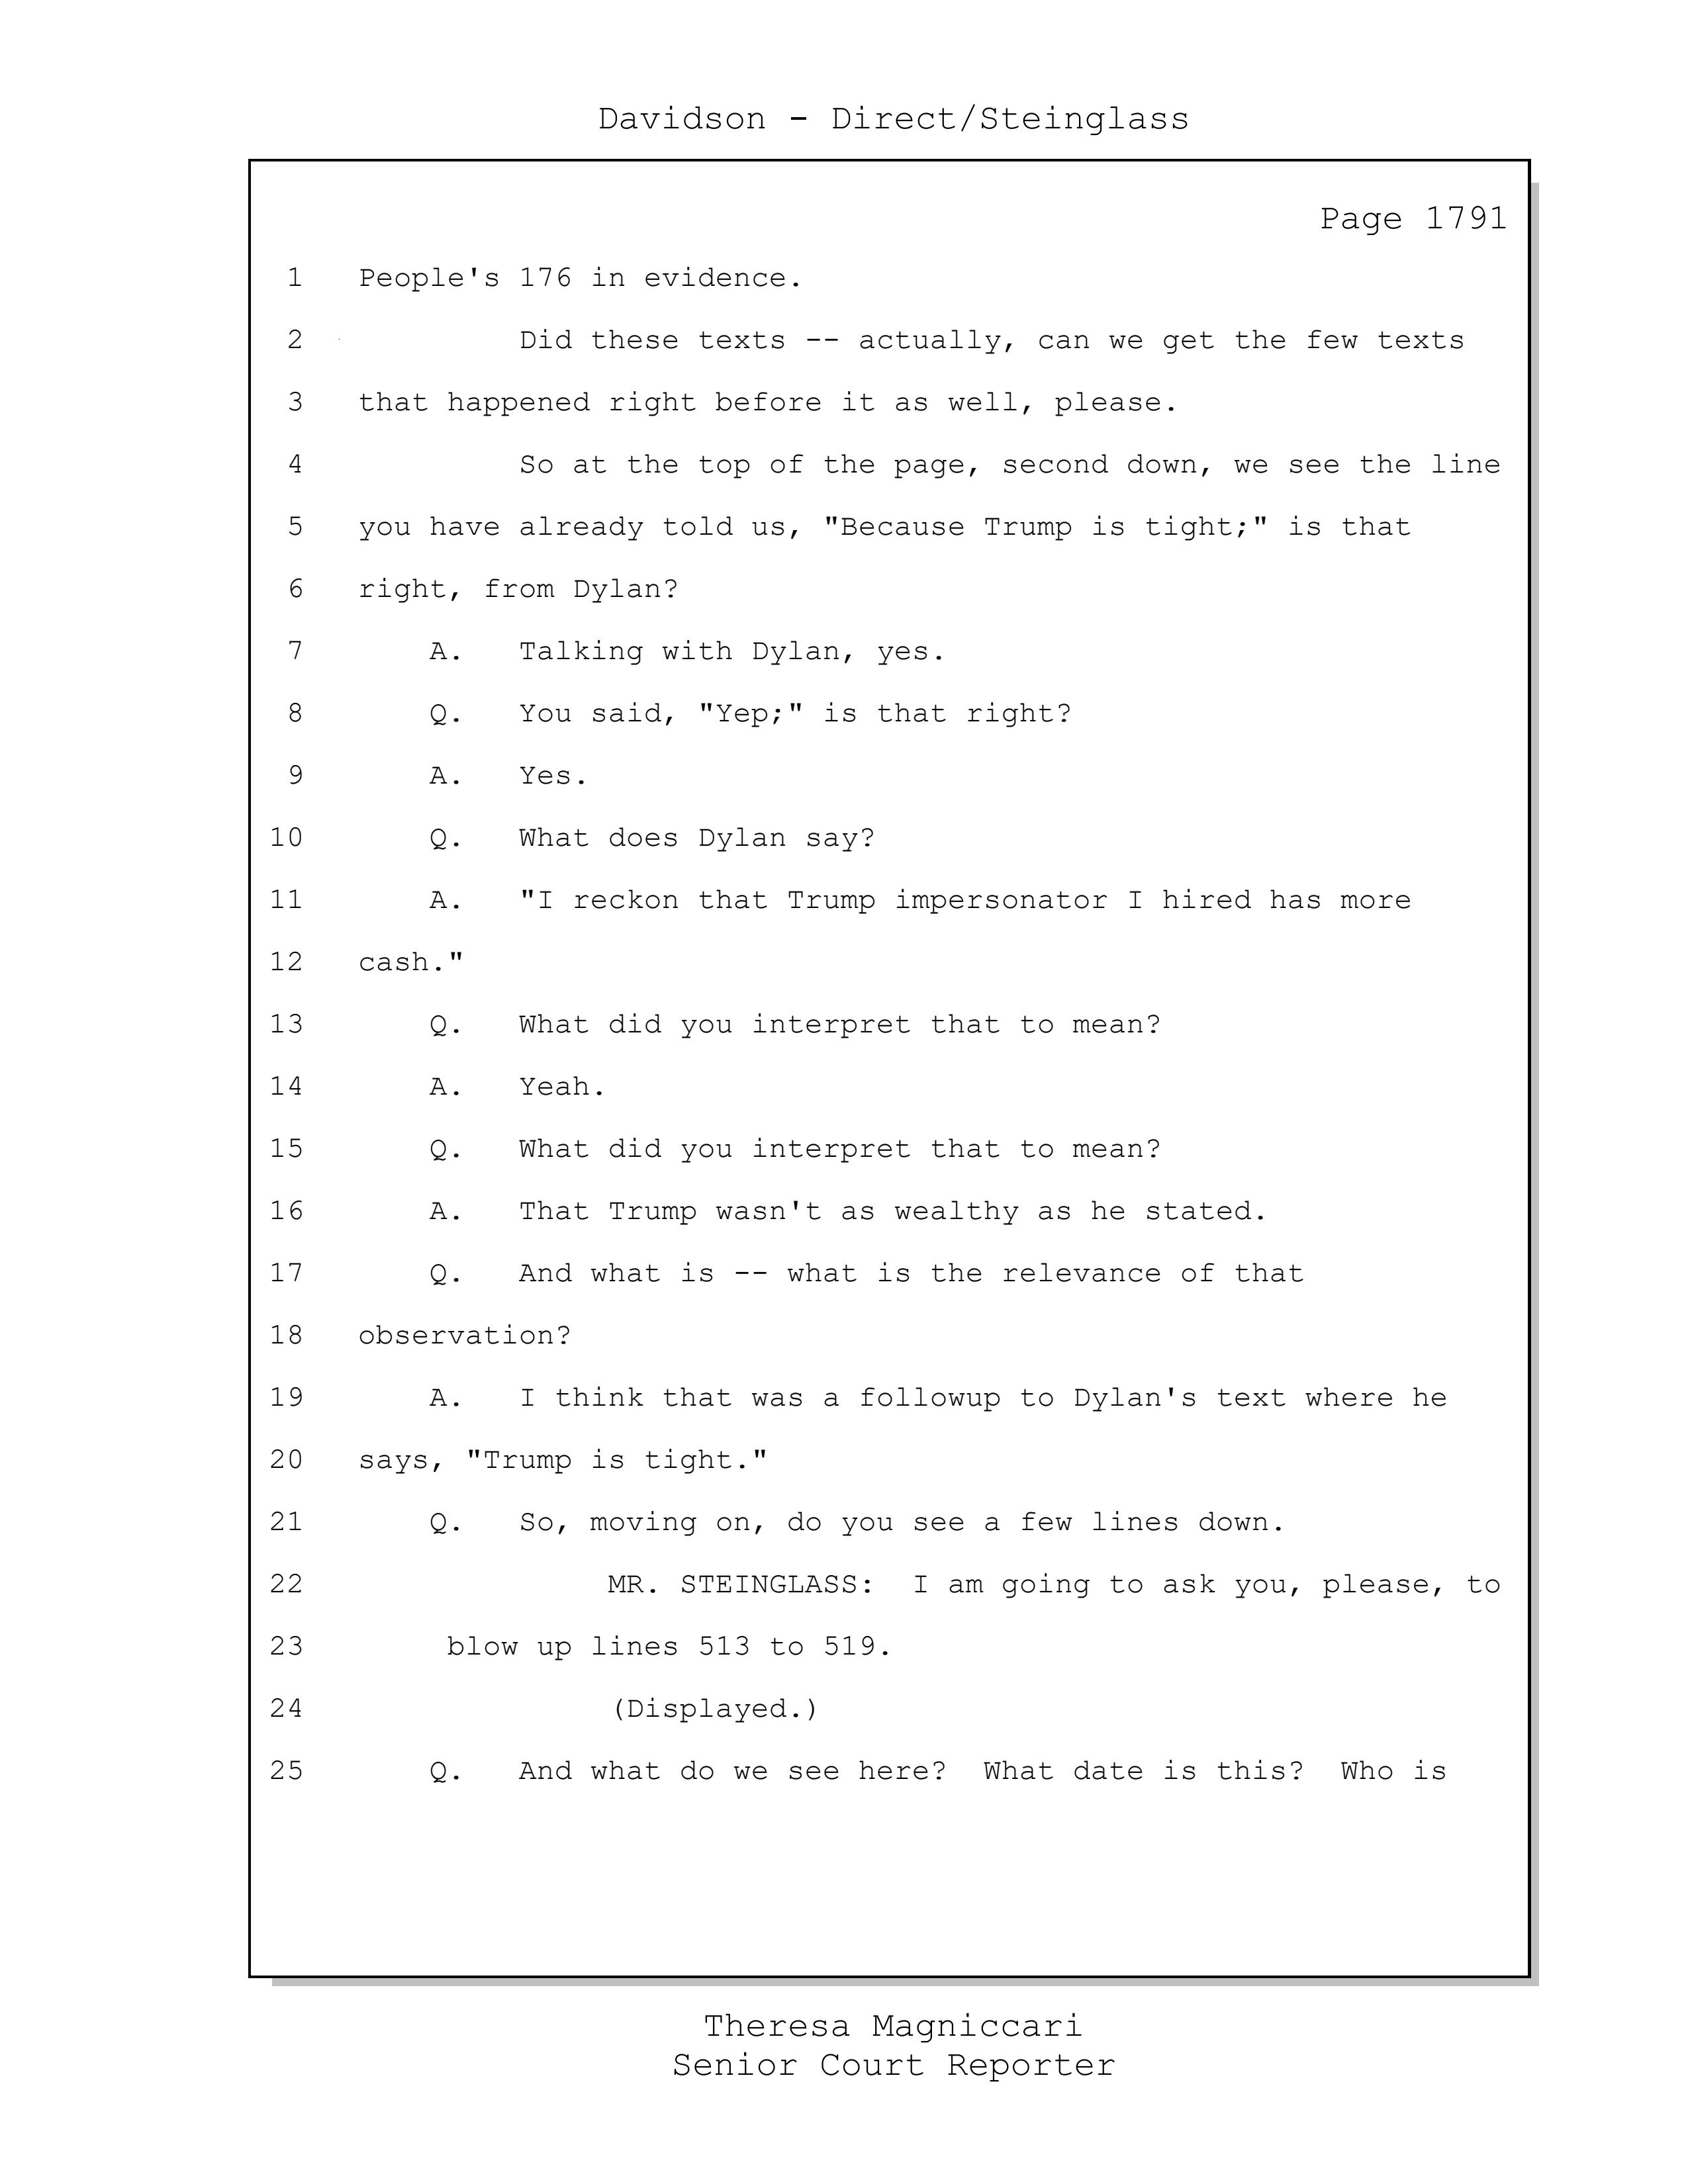 Davidson - Direct/Steinglass
Page 1791
1 People's 176 in evidence.
2 Did these texts -- actually, can we get the few texts
3 that happened right before it as well, please.
4 So at the top of the page, second down, we see the line
5 you have already told us, "Because Trump is tight;" is that
6 right, from Dylan?
7 A. Talking with Dylan, yes.
8 Q. You said, "Yep;" is that right?
9 A. Yes.
10 Q. What does Dylan say?
11 A. "I reckon that Trump impersonator I hired has more
12 cash."
13 Q. What did you interpret that to mean?
14 A. Yeah.
15 Q. What did you interpret that to mean?
16 A. That Trump wasn't as wealthy as he stated.
17 Q. And what is -- what is the relevance of that
18 observation?
19 A. I think that was a followup to Dylan's text where he
20 says, "Trump is tight."
21 Q. So, moving on, do you see a few lines down.
22 MR. STEINGLASS: I am going to ask you, please, to
23 blow up lines 513 to 519.
24 (Displayed.)
25 Q. And what do we see here? What date is this? Who is
Theresa Magniccari
Senior Court Reporter